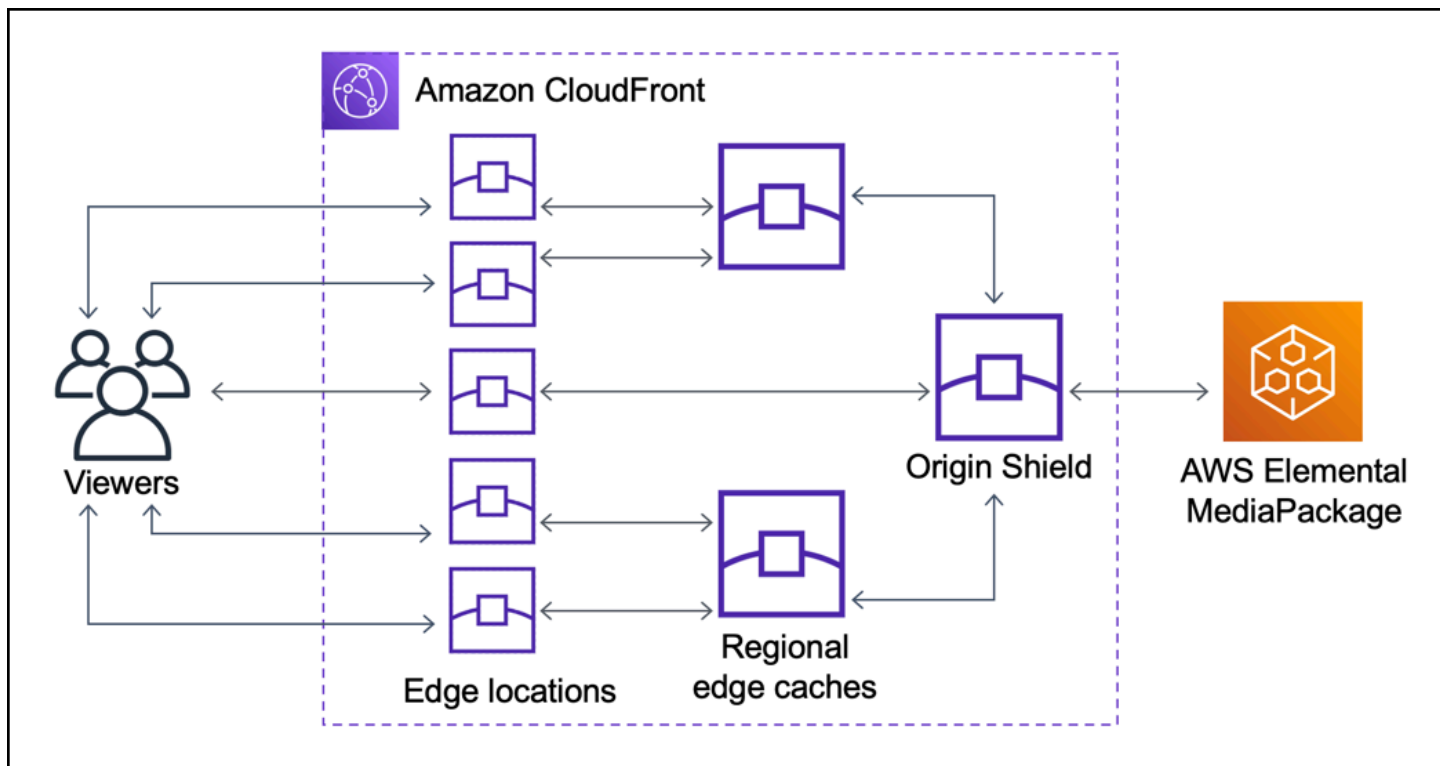 Amazon CloudFront
Viewers
Origin Shield
AWS Elemental
MediaPackage
Regional
edge caches
Edge locations